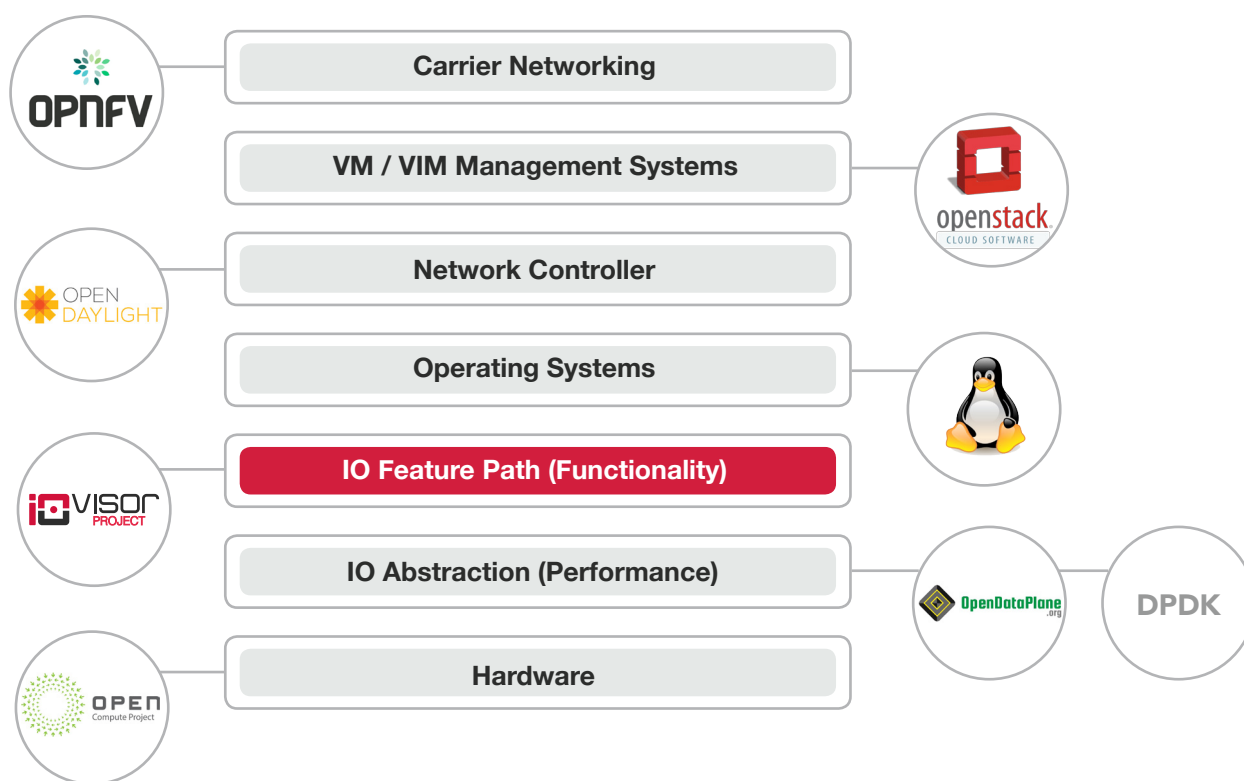 OPNFV
Carrier Networking
VM / VIM Management Systems
openstack.
CLOUD SOFTWARE
OPEN
DAYLIGHT
Network Controller
Operating Systems
iO VISOr
PROJECT
IO Feature Path (Functionality)
IO Abstraction (Performance)
OpenDataPlane
.org
DPDK
OPEN
Compute Project
Hardware